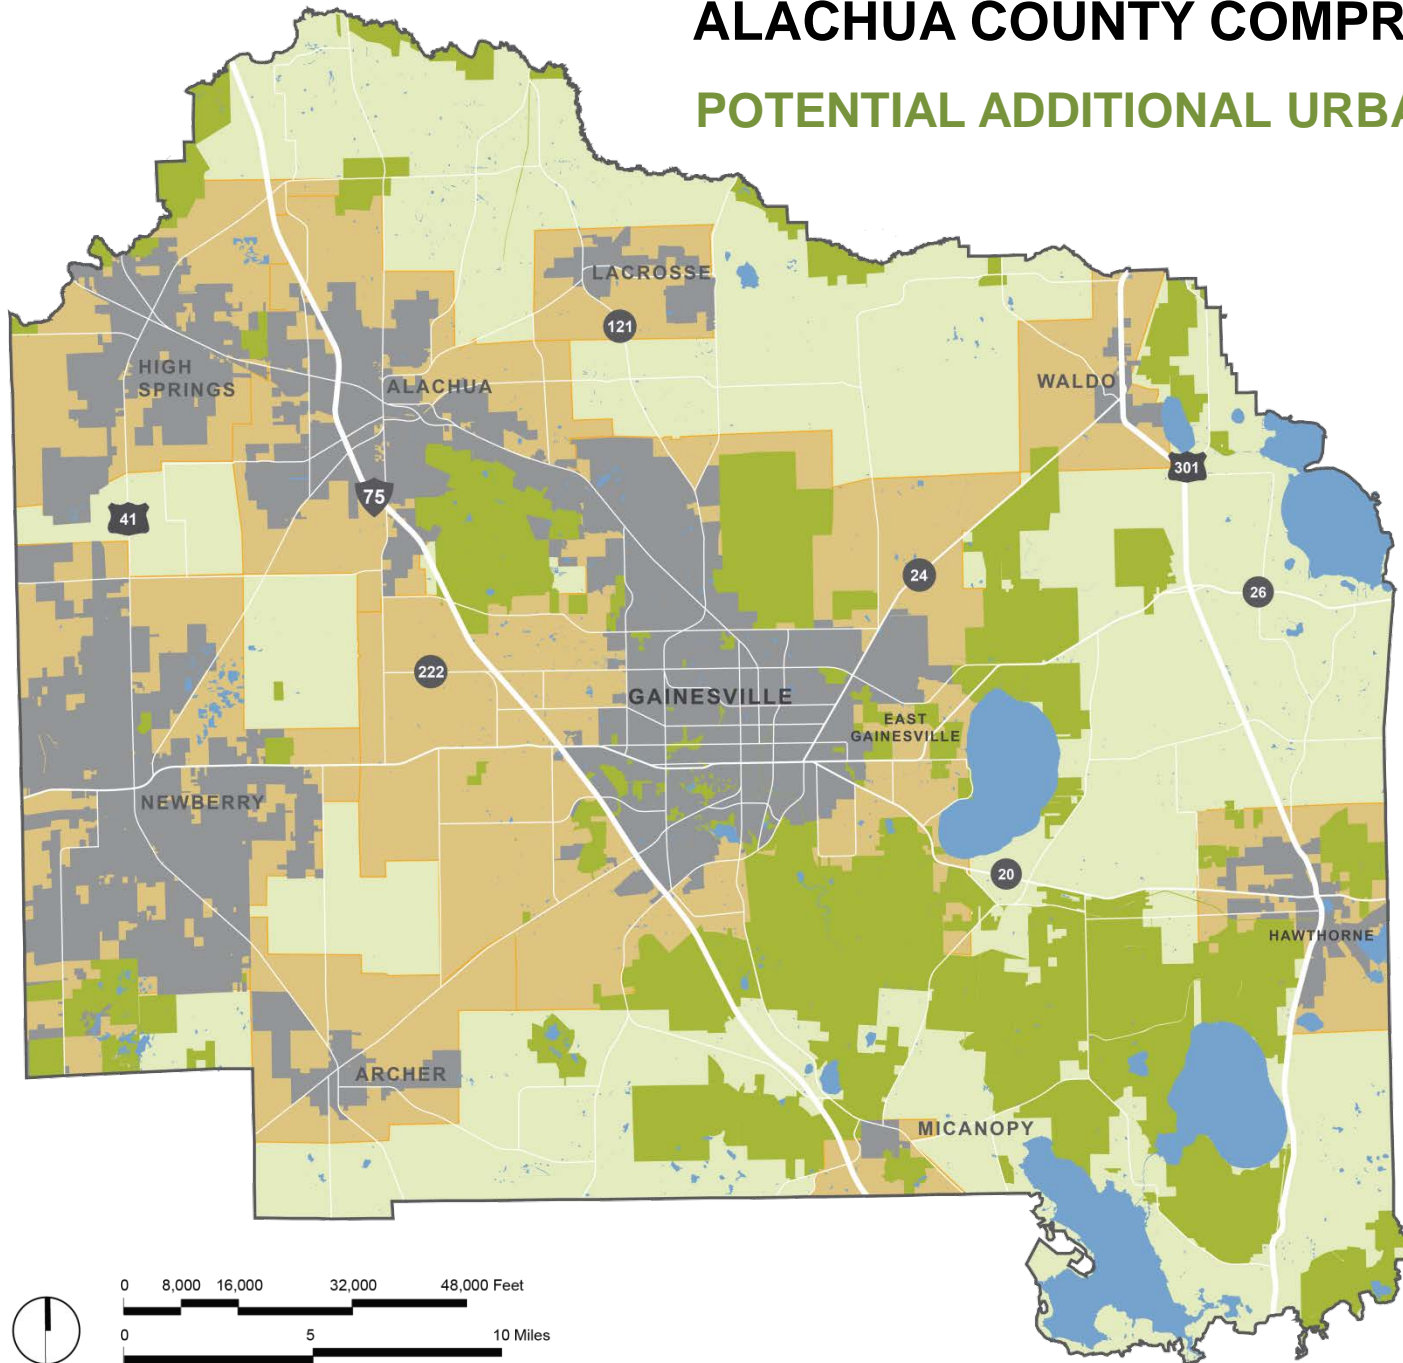 ALACHUA COUNTY COMPR
POTENTIAL ADDITIONAL URBA
LACROSSE
121
HIGH
SPRINGS
ALACHUA
WALDO
301
75
41
24
26
222
GAINESVILLE
EAST
GAINESVILLE
NEWBERRY
20
HAWTHORNE
ARCHER
MICANOPY
0 8,000 16,000 32,000 48,000 Feet
0 5 10 Miles